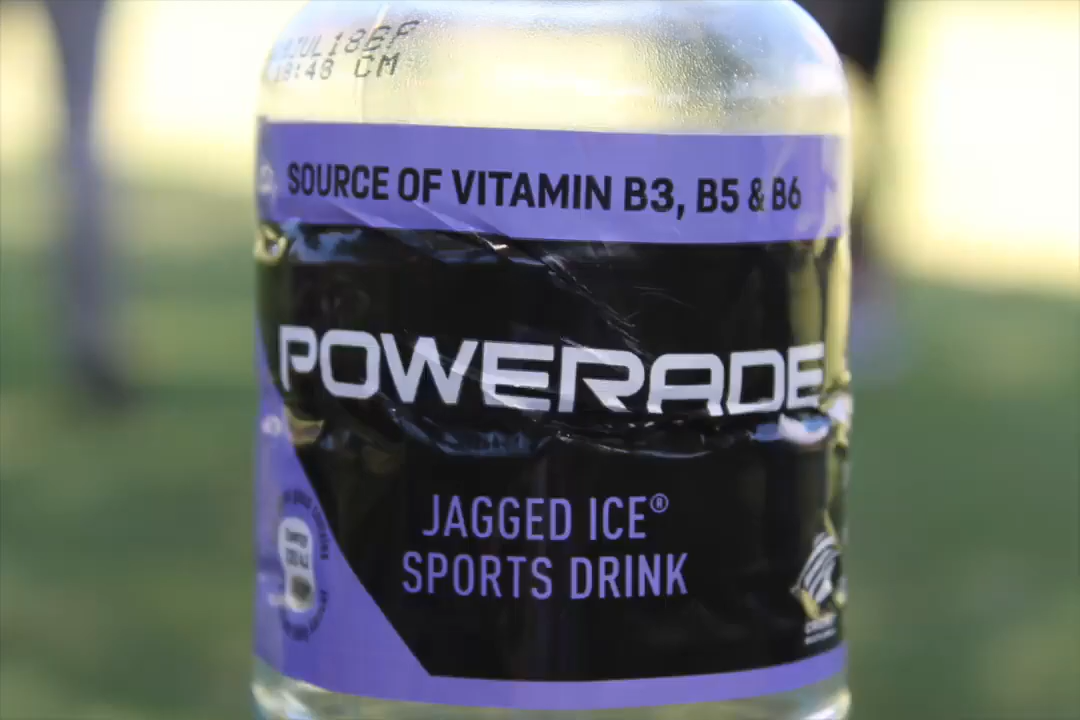 SOURCE OF VITAMIN B3, B5 & B6
POWERADE
JAGGED ICE®
SPORTS DRINK